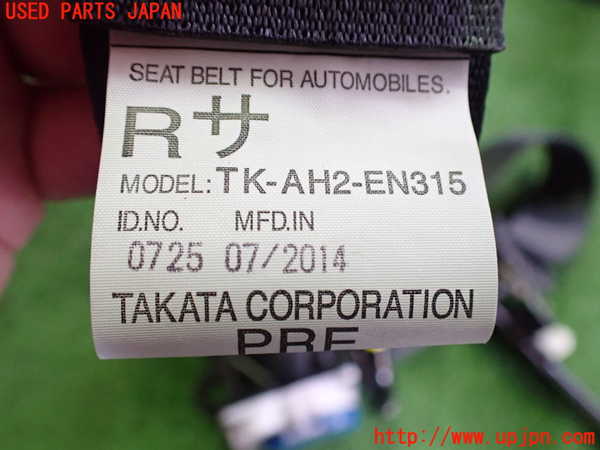 USED PARTS JAPAN
SEAT BELT FOR AUTOMOBILES.
Rサ
MODEL: TK-AH2-EN315
ID.NO. MFD.IN
0725 07/2014
TAKATA CORPORATION
PRE
http://www.upjpn.com/